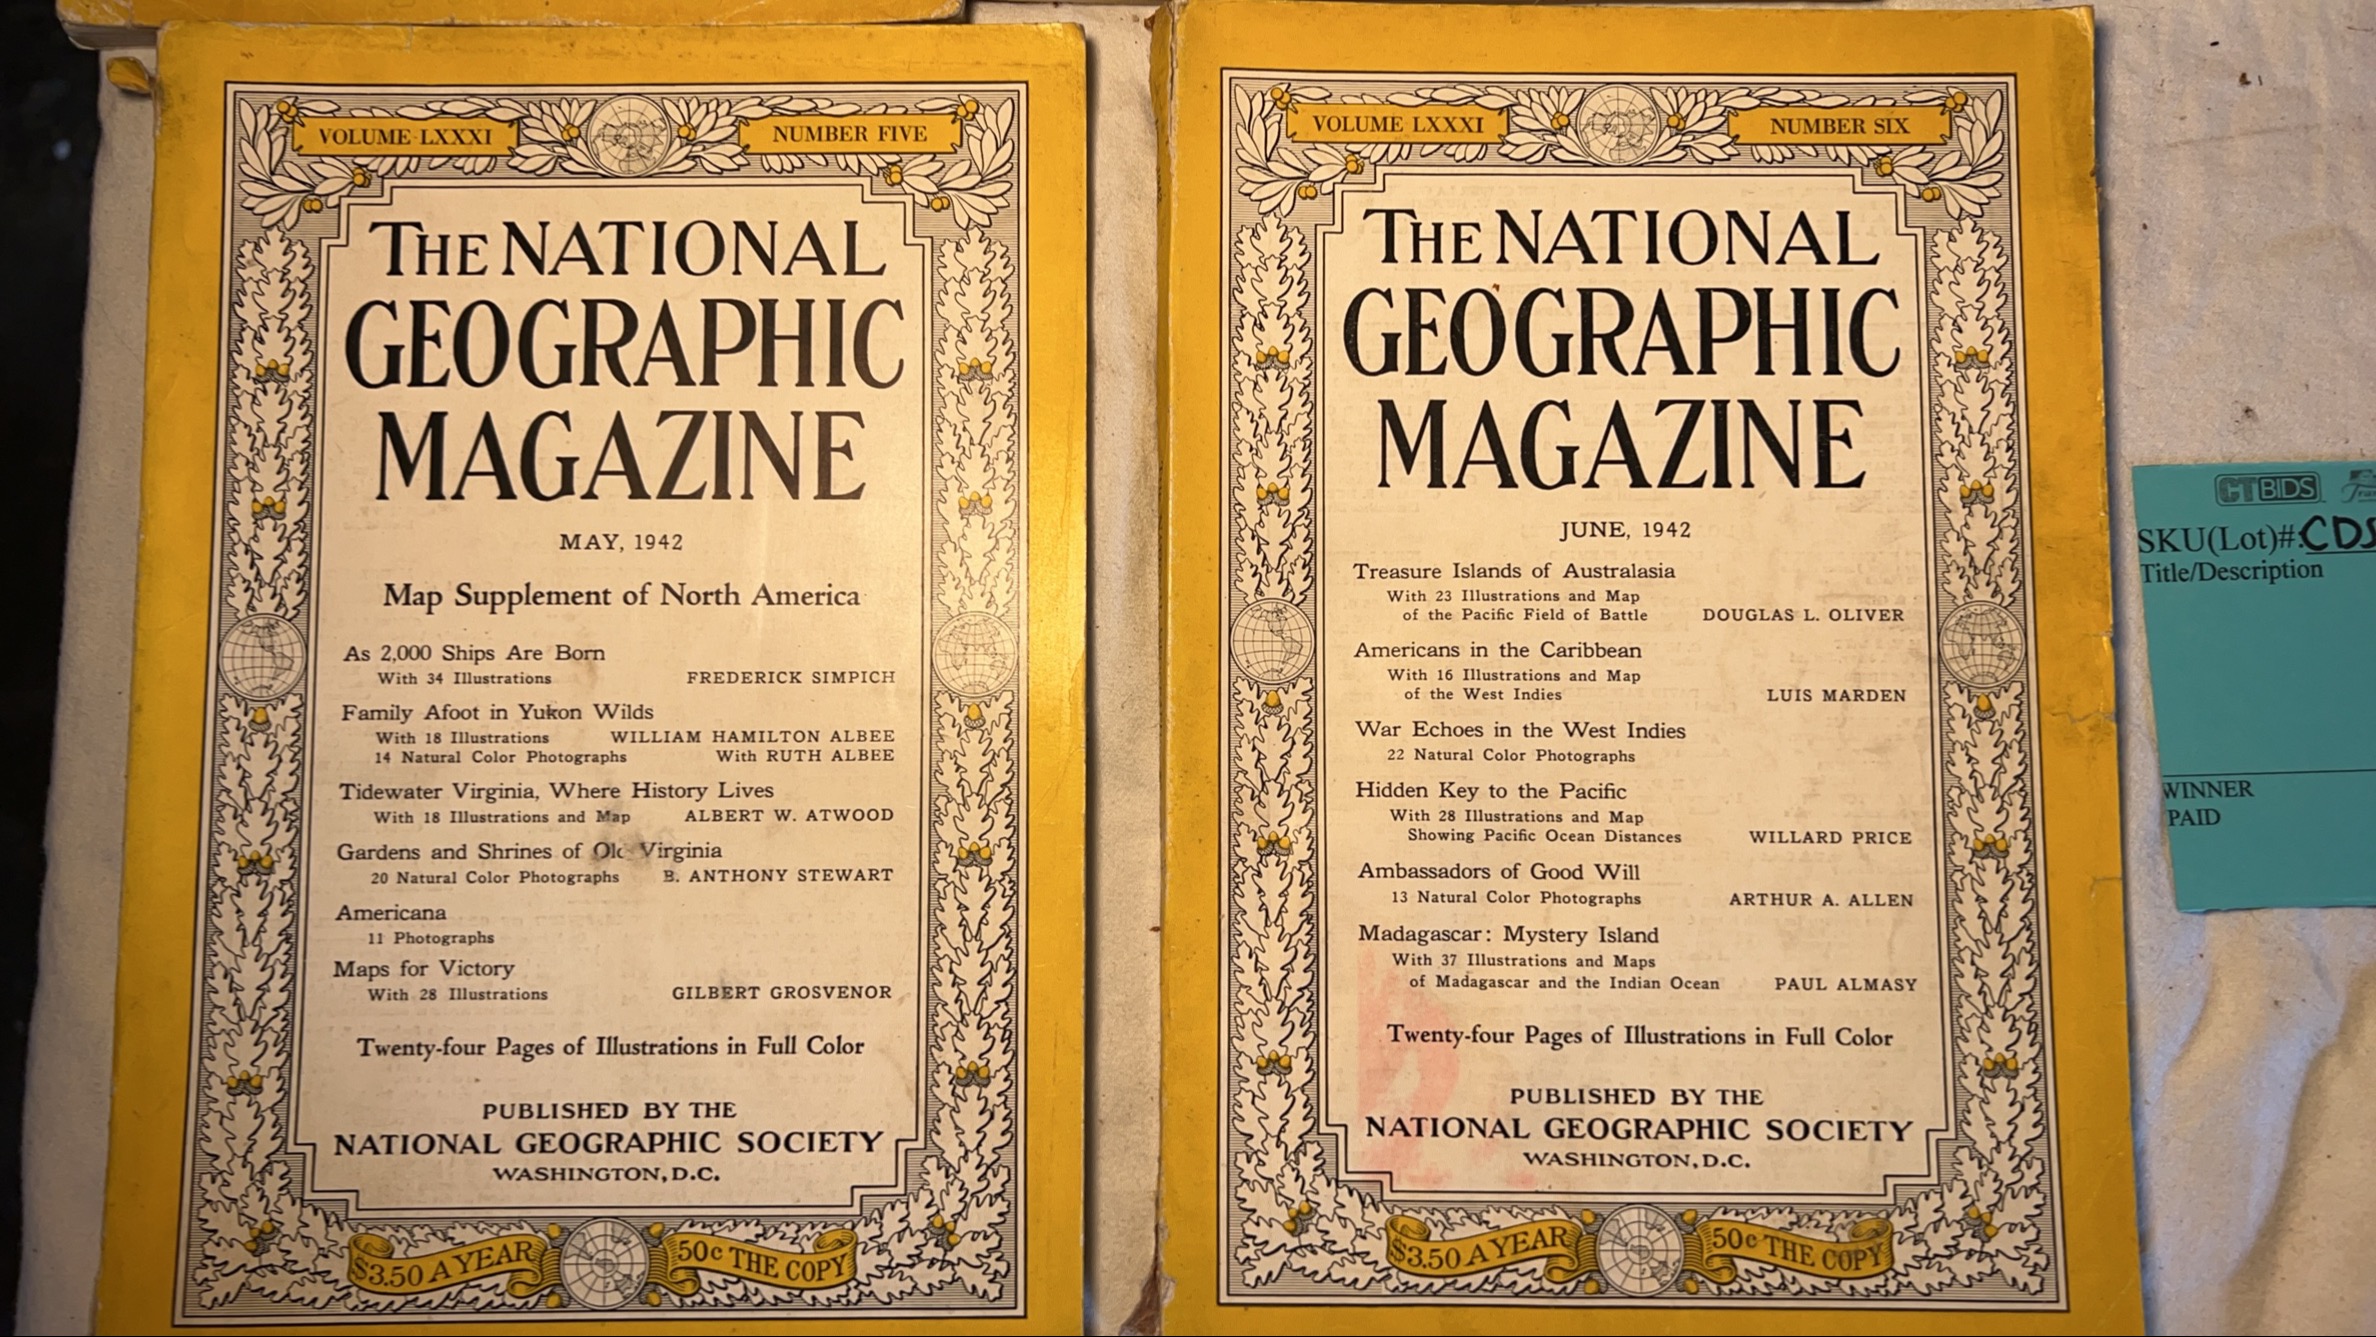 VOLUME LXXXI
NUMBER FIVE
THE NATIONAL
GEOGRAPHIC
MAGAZINE
MAY, 1942
Map Supplement of North America
As 2,000 Ships Are Born
With 34 Illustrations FREDERICK SIMPICH
Family Afoot in Yukon Wilds
With 18 Illustrations WILLIAM HAMILTON ALBEE
14 Natural Color Photographs With RUTH ALBEE
Tidewater Virginia, Where History Lives
With 18 Illustrations and Map ALBERT W. ATWOOD
Gardens and Shrines of Old Virginia
20 Natural Color Photographs B. ANTHONY STEWART
Americana
11 Photographs
Maps for Victory
With 28 Illustrations GILBERT GROSVENOR
Twenty-four Pages of Illustrations in Full Color
PUBLISHED BY THE
NATIONAL GEOGRAPHIC SOCIETY
WASHINGTON, D.C.
$3.50 A YEAR
50c THE COPY
VOLUME LXXXI
NUMBER SIX
THE NATIONAL
GEOGRAPHIC
MAGAZINE
JUNE, 1942
Treasure Islands of Australasia
With 23 Illustrations and Map
of the Pacific Field of Battle DOUGLAS L. OLIVER
Americans in the Caribbean
With 16 Illustrations and Map
of the West Indies LUIS MARDEN
War Echoes in the West Indies
22 Natural Color Photographs
Hidden Key to the Pacific
With 28 Illustrations and Map
Showing Pacific Ocean Distances WILLARD PRICE
Ambassadors of Good Will
13 Natural Color Photographs ARTHUR A. ALLEN
Madagascar: Mystery Island
With 37 Illustrations and Maps
of Madagascar and the Indian Ocean PAUL ALMASY
Twenty-four Pages of Illustrations in Full Color
PUBLISHED BY THE
NATIONAL GEOGRAPHIC SOCIETY
WASHINGTON, D.C.
$3.50 A YEAR
50c THE COPY
CTBIDS
SKU(Lot)#:CDS
Title/Description
WINNER
PAID